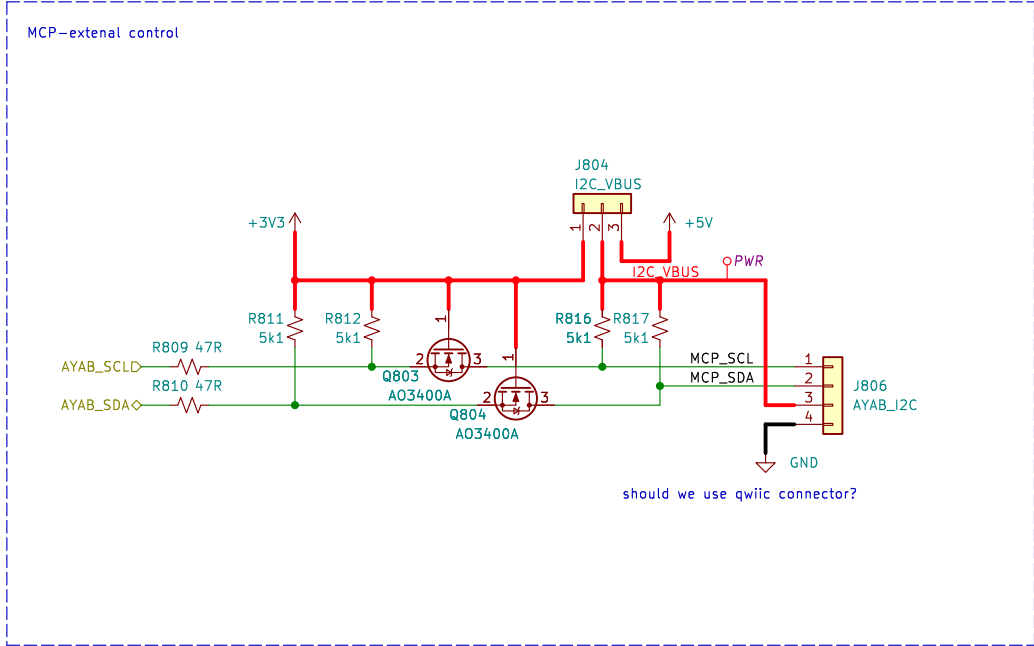 MCP-extenal control
J804
I2C_VBUS
+3V3
1
2
3
+5V
I2C_VBUS
PWR
R811
5k1
R812
5k1
1
R816
5k1
R817
5k1
R809 47R
AYAB_SCL
2
3
1
MCP_SCL
1
Q803
R810 47R
AO3400A
MCP_SDA
2
J806
AYAB_SDA
2
3
3
AYAB_I2C
Q804
4
AO3400A
GND
should we use qwiic connector?